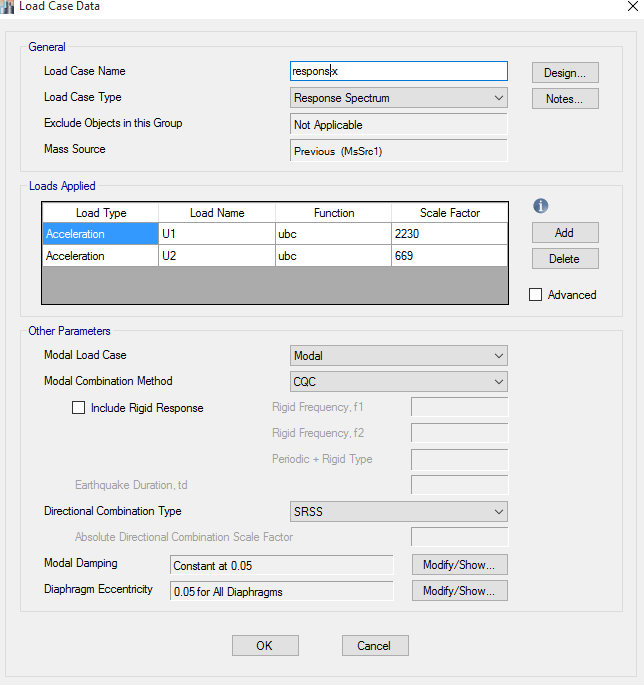 Load Case Data
General
Load Case Name respons-x Design...
Load Case Type Response Spectrum Notes...
Exclude Objects in this Group Not Applicable
Mass Source Previous (MsSrc1)
Loads Applied
Load Type Load Name Function Scale Factor
Acceleration U1 ubc 2230 Add
Acceleration U2 ubc 669 Delete
Advanced
Other Parameters
Modal Load Case Modal
Modal Combination Method CQC
Include Rigid Response Rigid Frequency, f1
Rigid Frequency, f2
Periodic + Rigid Type
Earthquake Duration, td
Directional Combination Type SRSS
Absolute Directional Combination Scale Factor
Modal Damping Constant at 0.05 Modify/Show...
Diaphragm Eccentricity 0.05 for All Diaphragms Modify/Show...
OK Cancel